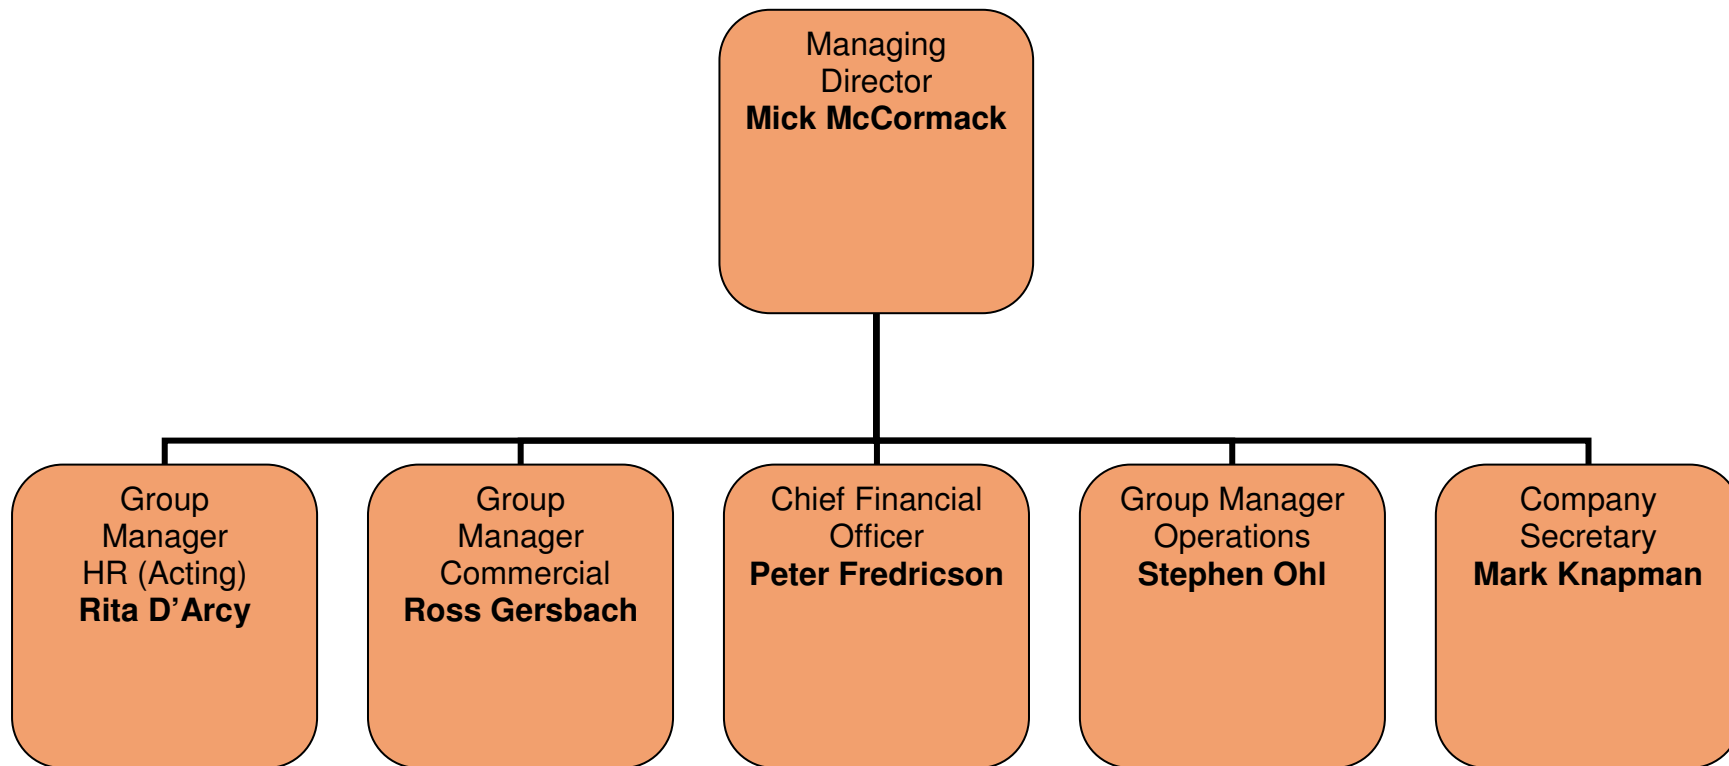 Managing
Director
Mick McCormack
Group
Manager
HR (Acting)
Rita D’Arcy
Group
Manager
Commercial
Ross Gersbach
Chief Financial
Officer
Peter Fredricson
Group Manager
Operations
Stephen Ohl
Company
Secretary
Mark Knapman